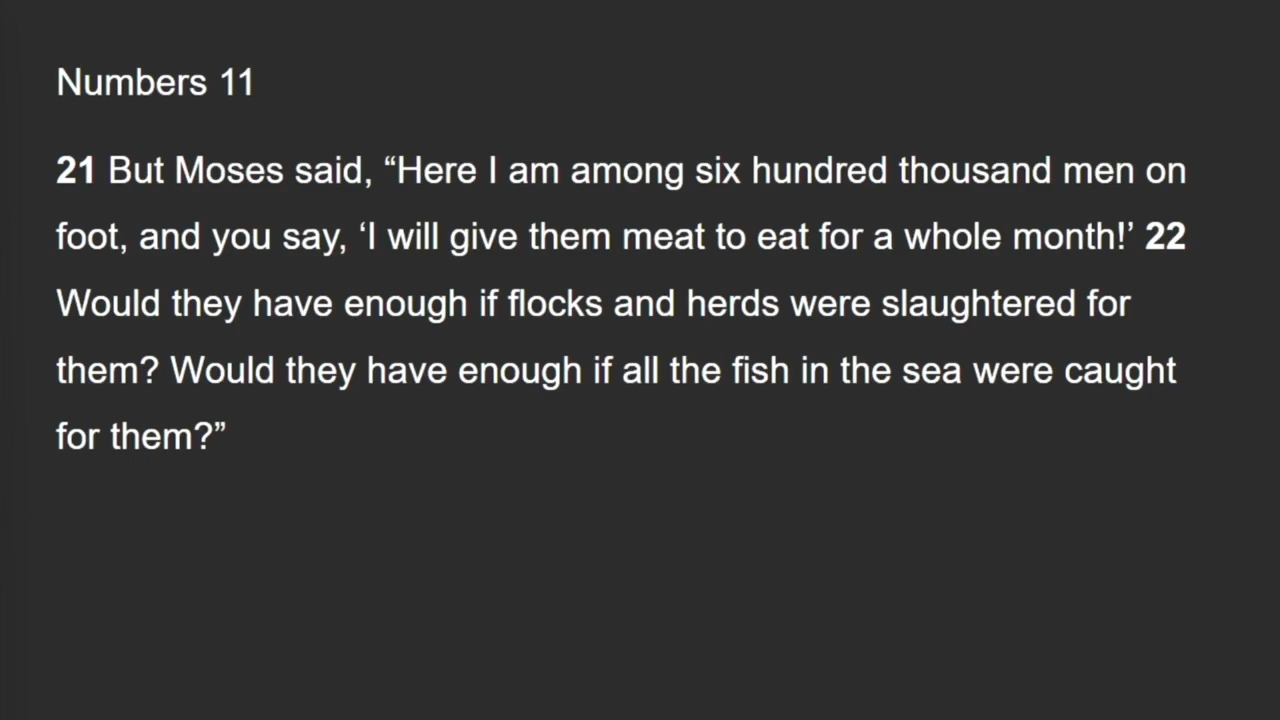 Numbers 11
21 But Moses said, “Here I am among six hundred thousand men on
foot, and you say, ‘I will give them meat to eat for a whole month!’ 22
Would they have enough if flocks and herds were slaughtered for
them? Would they have enough if all the fish in the sea were caught
for them?”